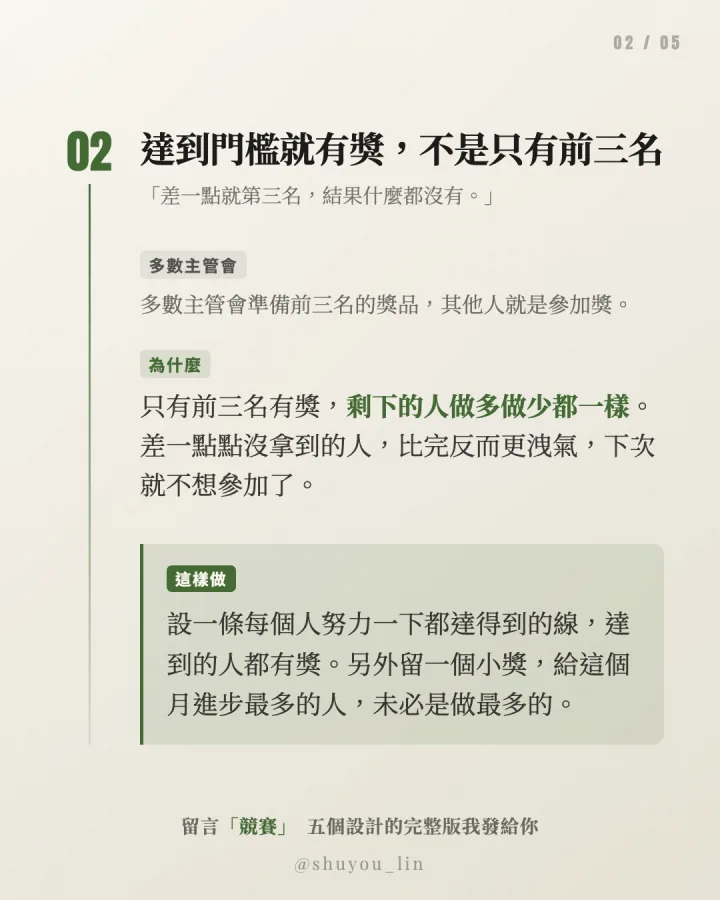 02 / 05
02
達到門檻就有獎，不是只有前三名
「差一點就第三名，結果什麼都沒有。」
多數主管會
多數主管會準備前三名的獎品，其他人就是參加獎。
為什麼
只有前三名有獎，剩下的人做多做少都一樣。
差一點點沒拿到的人，比完反而更洩氣，下次
就不想參加了。
這樣做
設一條每個人努力一下都達得到的線，達
到的人都有獎。另外留一個小獎，給這個
月進步最多的人，未必是做最多的。
留言「競賽」 五個設計的完整版我發給你
@shuyou_lin